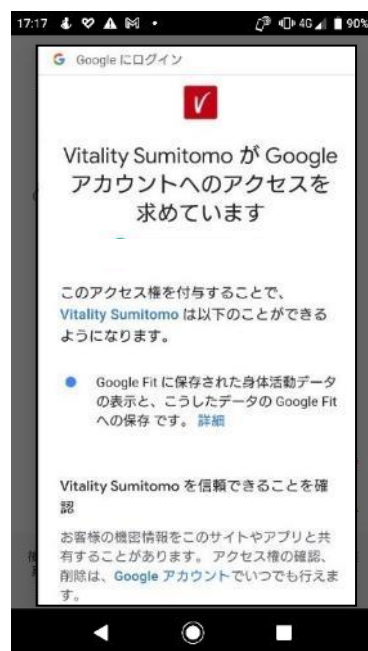 17:17
4G 90%
G Google にログイン
Vitality Sumitomo が Google
アカウントへのアクセスを
求めています
このアクセス権を付与することで、
Vitality Sumitomo は以下のことができる
ようになります。
Google Fit に保存された身体活動データ
の表示と、こうしたデータの Google Fit
への保存 です。 詳細
Vitality Sumitomo を信頼できることを確
認
お客様の機密情報をこのサイトやアプリと共
有することがあります。 アクセス権の確認、
削除は、Google アカウントでいつでも行えま
す。